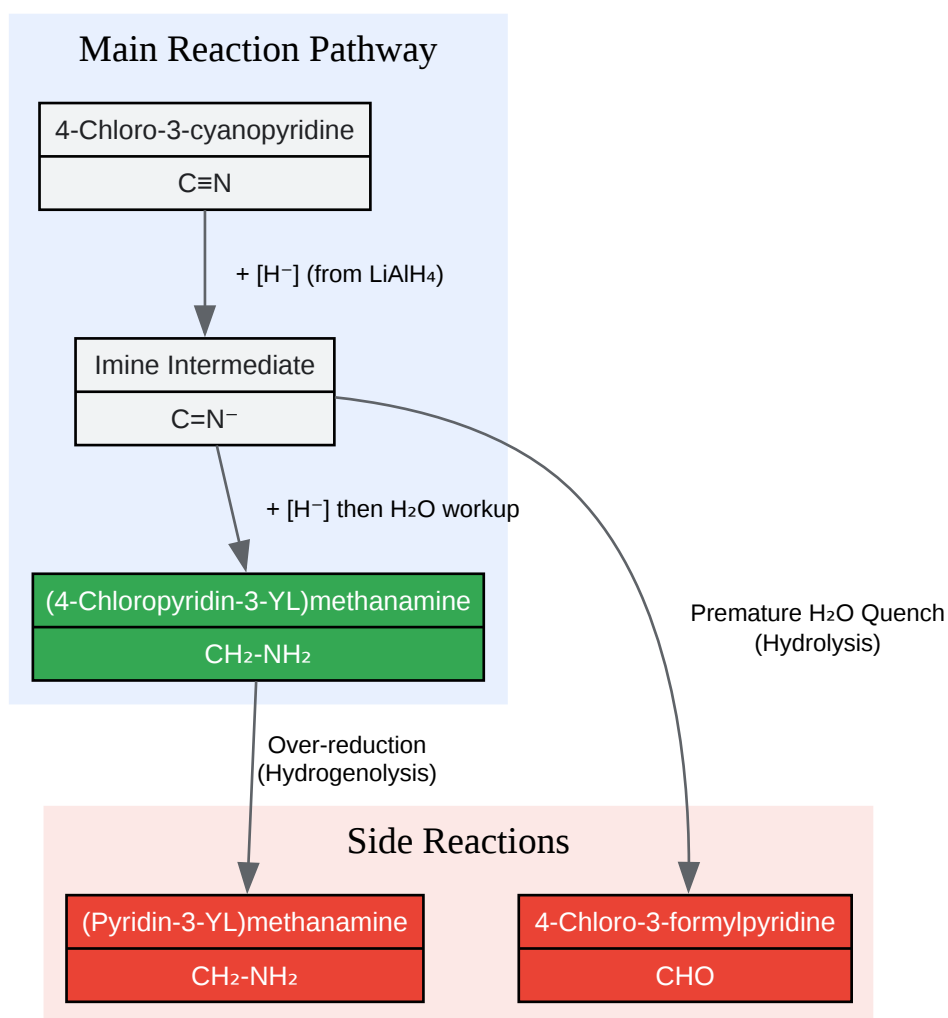 Main Reaction Pathway
4-Chloro-3-cyanopyridine
C≡N
+ [H⁻] (from LiAlH₄)
Imine Intermediate
C=N⁻
+ [H⁻] then H₂O workup
(4-Chloropyridin-3-YL)methanamine
CH₂-NH₂
Premature H₂O Quench
(Hydrolysis)
Over-reduction
(Hydrogenolysis)
Side Reactions
(Pyridin-3-YL)methanamine
CH₂-NH₂
4-Chloro-3-formylpyridine
CHO